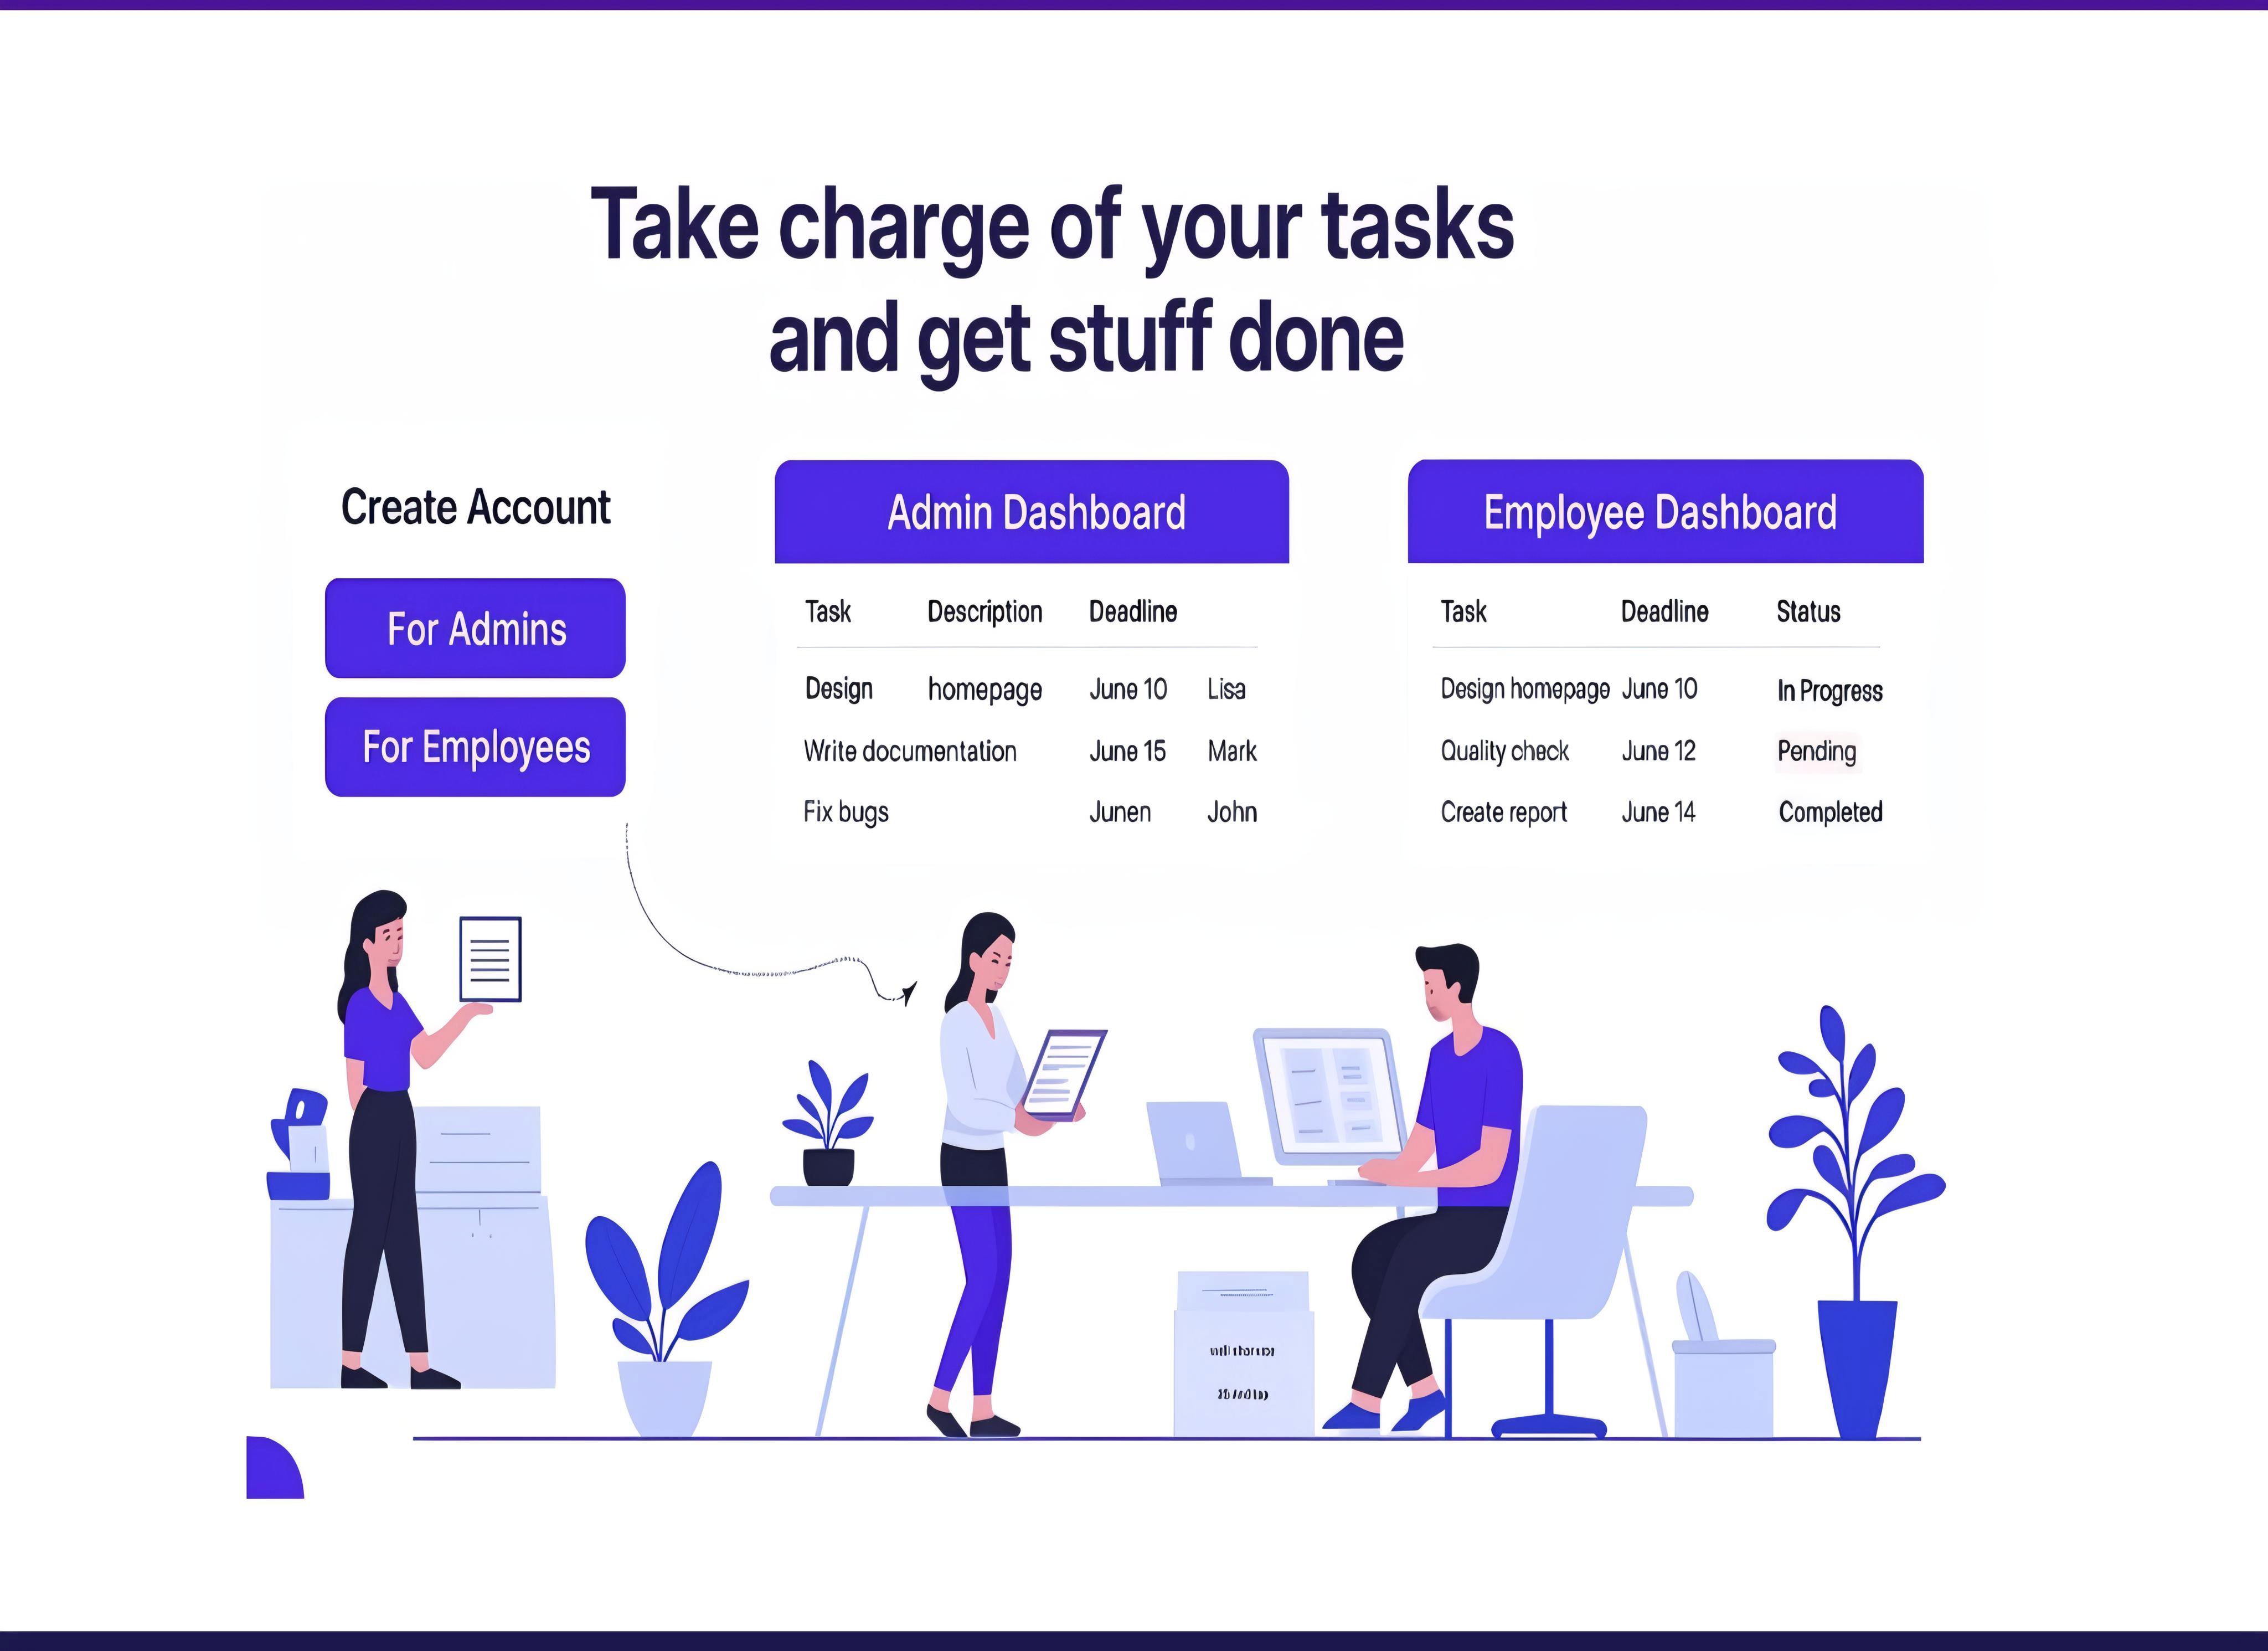 Take charge of your tasks
and get stuff done
Create Account
For Admins
For Employees
Admin Dashboard
Task Description Deadline
Design homepage June 10 Lisa
Write documentation June 15 Mark
Fix bugs Junen John
Employee Dashboard
Task Deadline Status
Design homepage June 10 In Progress
Quality check June 12 Pending
Create report June 14 Completed